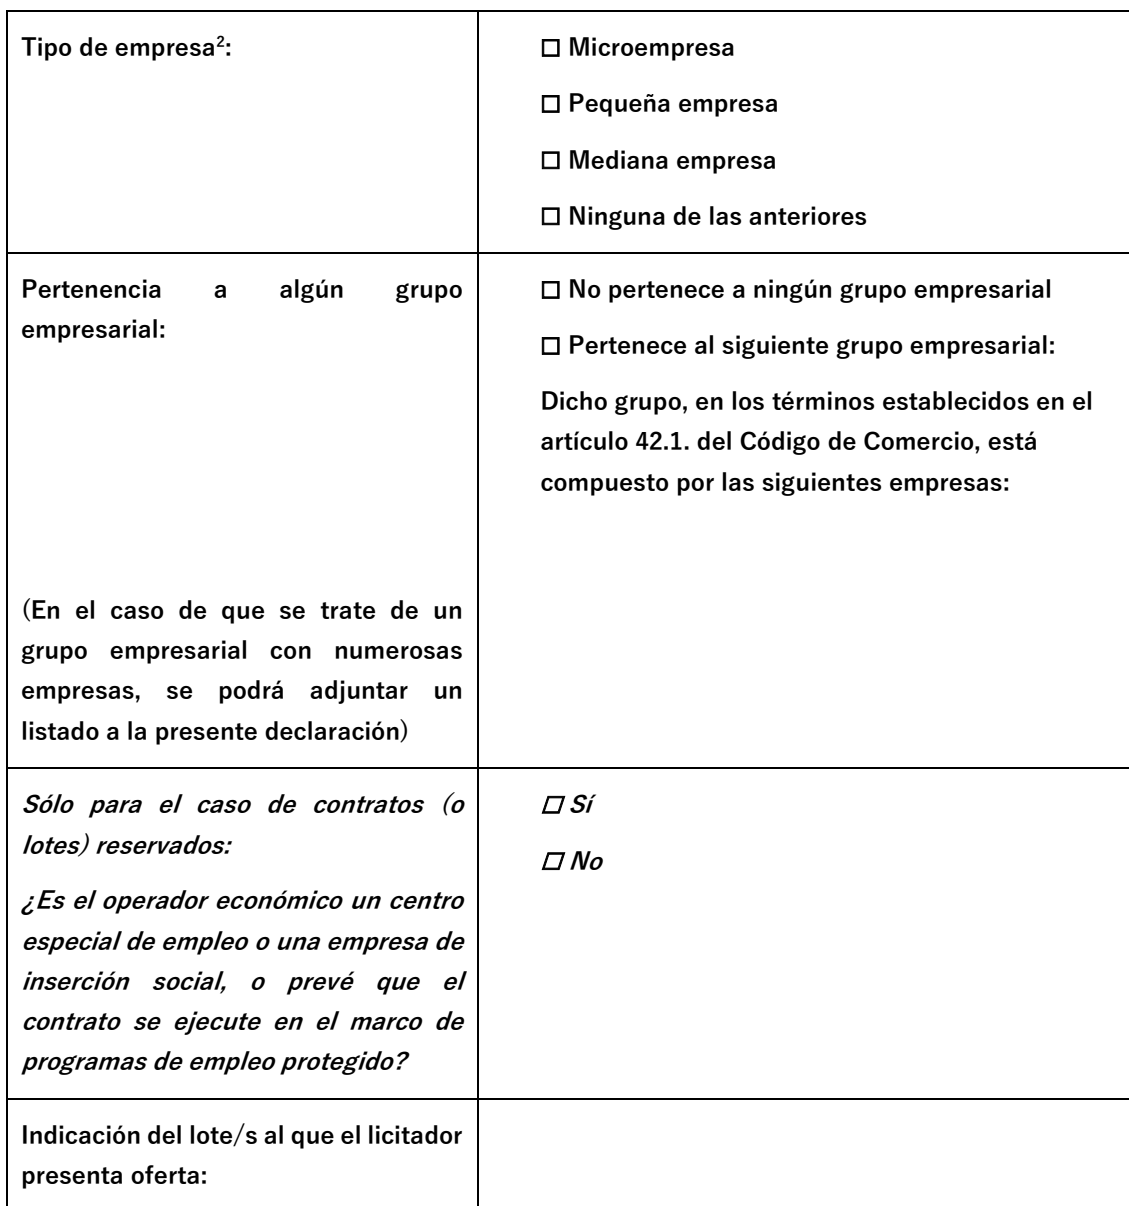 Tipo de empresa²:
☐ Microempresa
☐ Pequeña empresa
☐ Mediana empresa
☐ Ninguna de las anteriores
Pertenencia a algún grupo
empresarial:
(En el caso de que se trate de un
grupo empresarial con numerosas
empresas, se podrá adjuntar un
listado a la presente declaración)
☐ No pertenece a ningún grupo empresarial
☐ Pertenece al siguiente grupo empresarial:
Dicho grupo, en los términos establecidos en el
artículo 42.1. del Código de Comercio, está
compuesto por las siguientes empresas:
Sólo para el caso de contratos (o
lotes) reservados:
¿Es el operador económico un centro
especial de empleo o una empresa de
inserción social, o prevé que el
contrato se ejecute en el marco de
programas de empleo protegido?
☐ Sí
☐ No
Indicación del lote/s al que el licitador
presenta oferta: